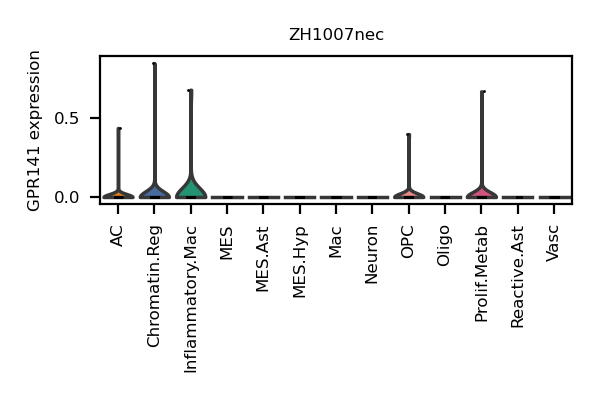 ZH1007nec
GPR141 expression
0.5
0.0
AC
Chromatin.Reg
Inflammatory.Mac
MES
MES.Ast
MES.Hyp
Mac
Neuron
OPC
Oligo
Prolif.Metab
Reactive.Ast
Vasc